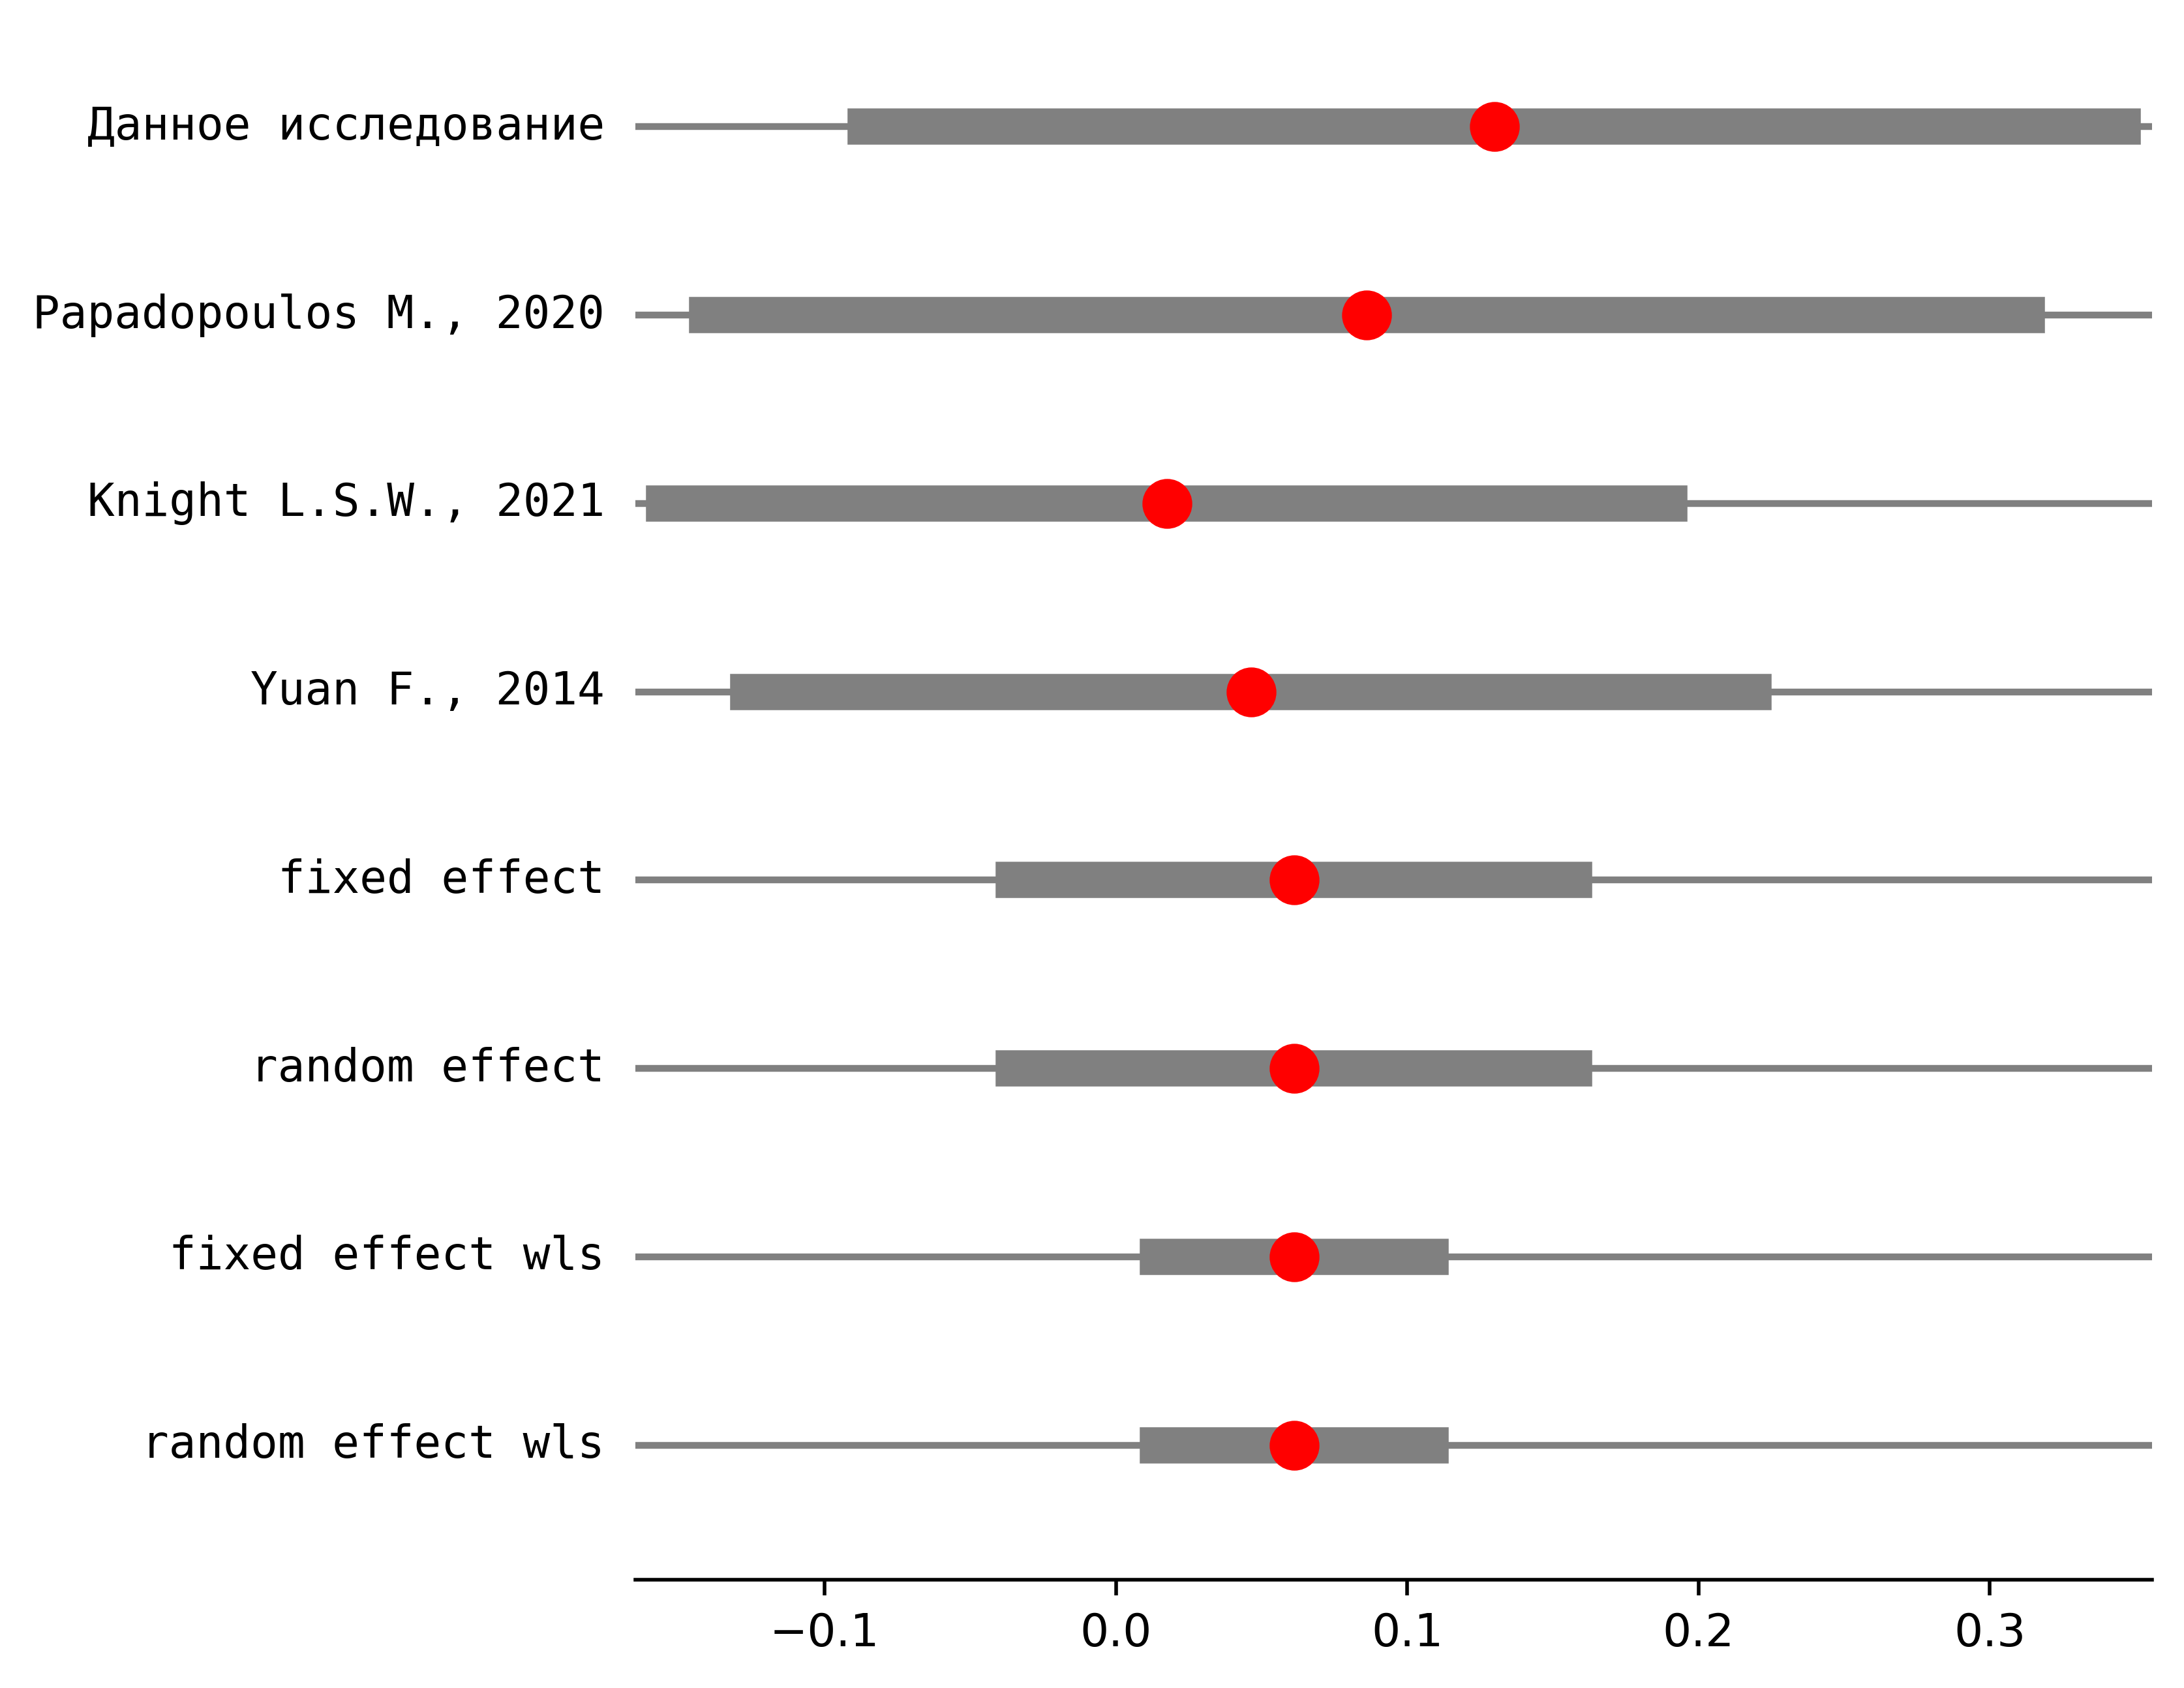 Данное исследование
Papadopoulos M., 2020
Knight L.S.W., 2021
Yuan F., 2014
fixed effect
random effect
fixed effect wls
random effect wls
−0.1 0.0 0.1 0.2 0.3